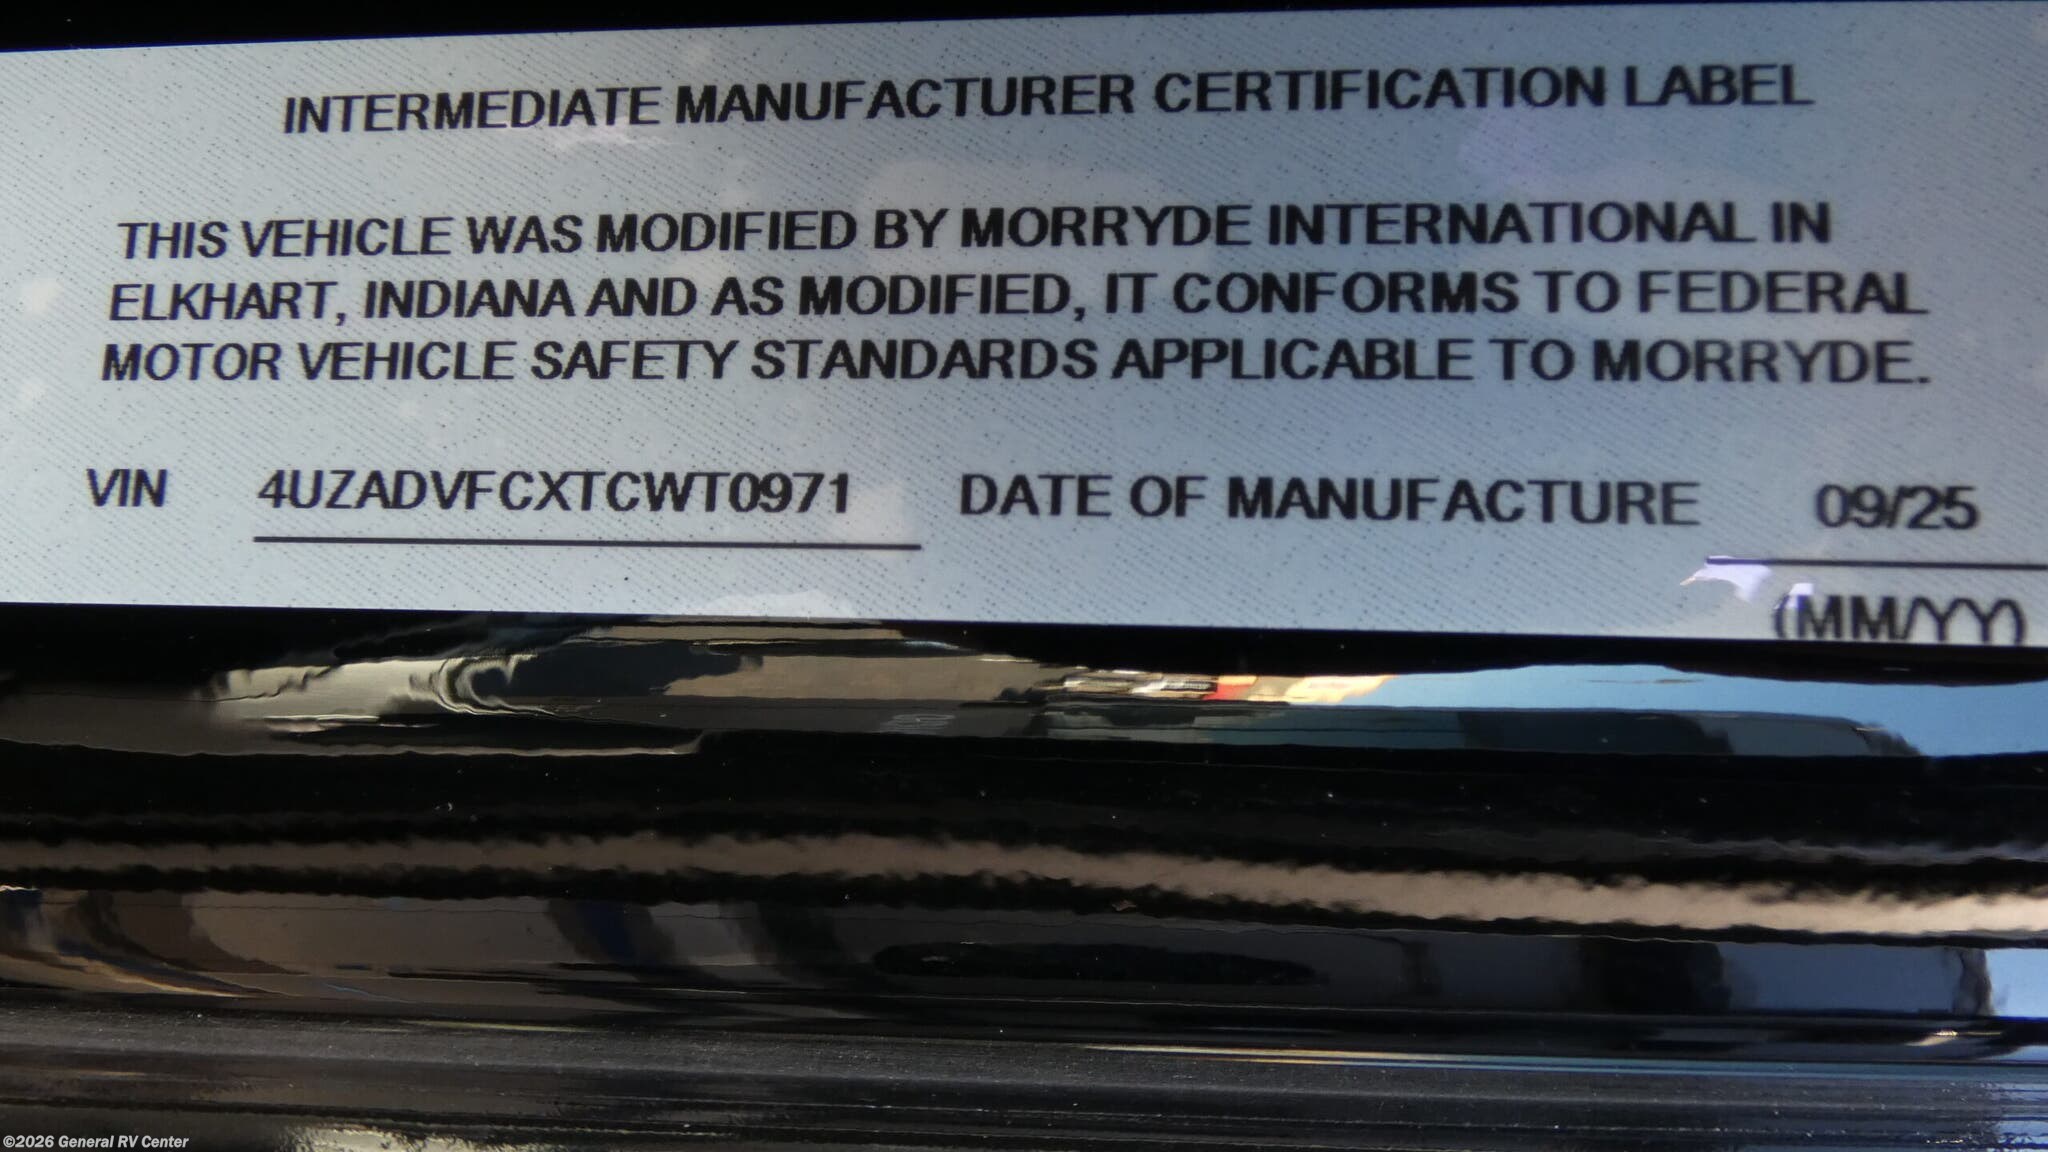 INTERMEDIATE MANUFACTURER CERTIFICATION LABEL
THIS VEHICLE WAS MODIFIED BY MORRYDE INTERNATIONAL IN
ELKHART, INDIANA AND AS MODIFIED, IT CONFORMS TO FEDERAL
MOTOR VEHICLE SAFETY STANDARDS APPLICABLE TO MORRYDE.
VIN 4UZADVFCXTCWT0971 DATE OF MANUFACTURE 09/25
(MM/YY)
©2026 General RV Center